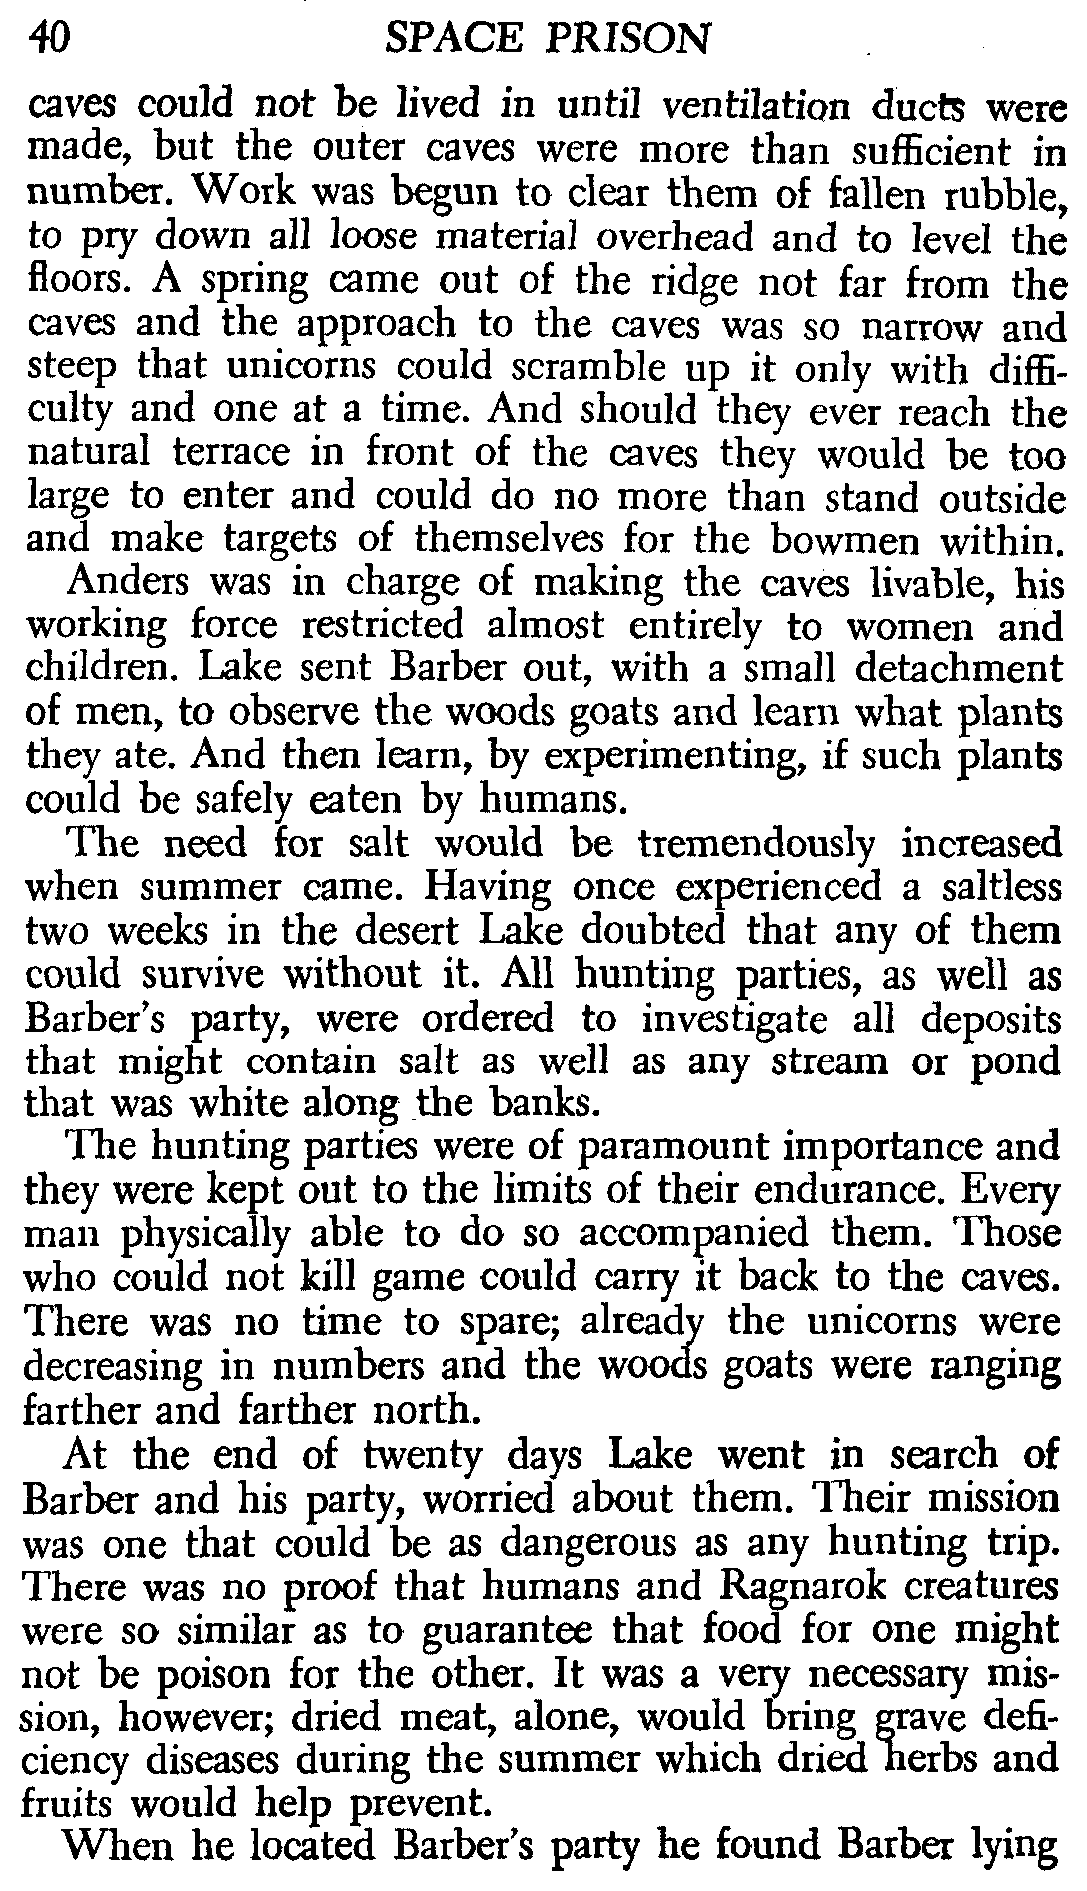 40 SPACE PRISON
caves could not be lived in until ventilation ducts were
made, but the outer caves were more than sufficient in
number. Work was begun to clear them of fallen rubble,
to pry down all loose material overhead and to level the
floors. A spring came out of the ridge not far from the
caves and the approach to the caves was so narrow and
steep that unicorns could scramble up it only with diffi-
culty and one at a time. And should they ever reach the
natural terrace in front of the caves they would be too
large to enter and could do no more than stand outside
and make targets of themselves for the bowmen within.
Anders was in charge of making the caves livable, his
working force restricted almost entirely to women and
children. Lake sent Barber out, with a small detachment
of men, to observe the woods goats and learn what plants
they ate. And then learn, by experimenting, if such plants
could be safely eaten by humans.
The need for salt would be tremendously increased
when summer came. Having once experienced a saltless
two weeks in the desert Lake doubted that any of them
could survive without it. All hunting parties, as well as
Barber's party, were ordered to investigate all deposits
that might contain salt as well as any stream or pond
that was white along the banks.
The hunting parties were of paramount importance and
they were kept out to the limits of their endurance. Every
man physically able to do so accompanied them. Those
who could not kill game could carry it back to the caves.
There was no time to spare; already the unicorns were
decreasing in numbers and the woods goats were ranging
farther and farther north.
At the end of twenty days Lake went in search of
Barber and his party, worried about them. Their mission
was one that could be as dangerous as any hunting trip.
There was no proof that humans and Ragnarok creatures
were so similar as to guarantee that food for one might
not be poison for the other. It was a very necessary mis-
sion, however; dried meat, alone, would bring grave defi-
ciency diseases during the summer which dried herbs and
fruits would help prevent.
When he located Barber's party he found Barber lying